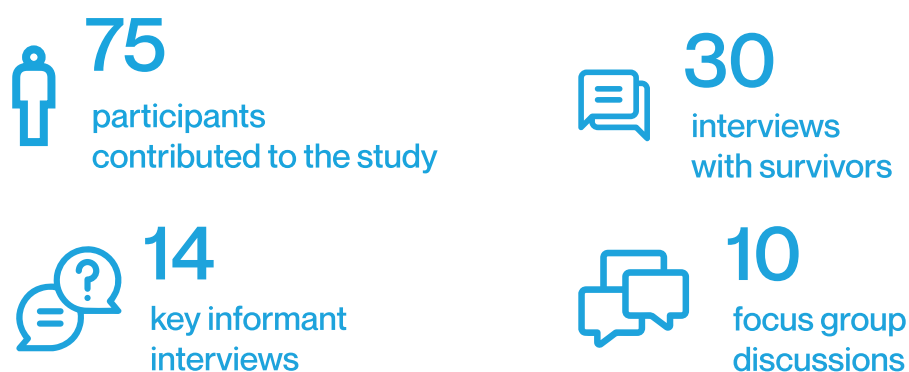 75
participants
contributed to the study
30
interviews
with survivors
14
key informant
interviews
?
10
focus group
discussions